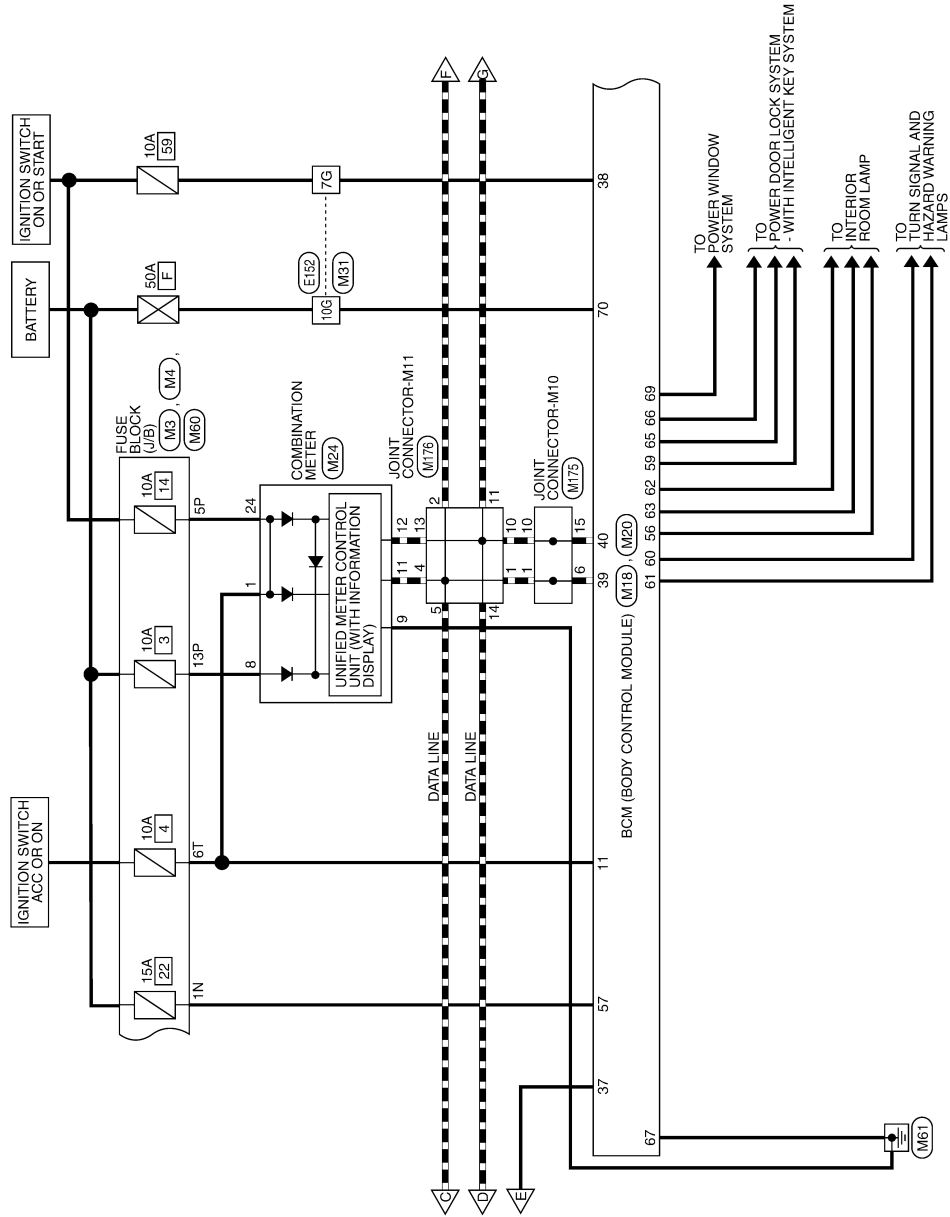 IGNITION SWITCH
ACC OR ON
BATTERY
IGNITION SWITCH
ON OR START
15A
22
10A
4
10A
3
10A
14
FUSE
BLOCK
(J/B)
M3 , M4 ,
M60
50A
F
10A
59
1N
6T
13P
5P
8
1
24
COMBINATION
METER
M24
E152
M31
10G
7G
UNIFIED METER CONTROL
UNIT (WITH INFORMATION
DISPLAY)
9
11
12
JOINT
CONNECTOR-M11
M176
4
13
C
DATA LINE
5
2
F
D
DATA LINE
14
11
G
1
10
JOINT
CONNECTOR-M10
M175
1
10
6
15
E
37
57
11
39
40
70
38
BCM (BODY CONTROL MODULE)
M18 , M20
67
61
60
56
63
62
59
65
66
69
TO
POWER WINDOW
SYSTEM
TO
POWER DOOR LOCK SYSTEM
- WITH INTELLIGENT KEY SYSTEM
TO
INTERIOR
ROOM LAMP
TO
TURN SIGNAL AND
HAZARD WARNING
LAMPS
M61